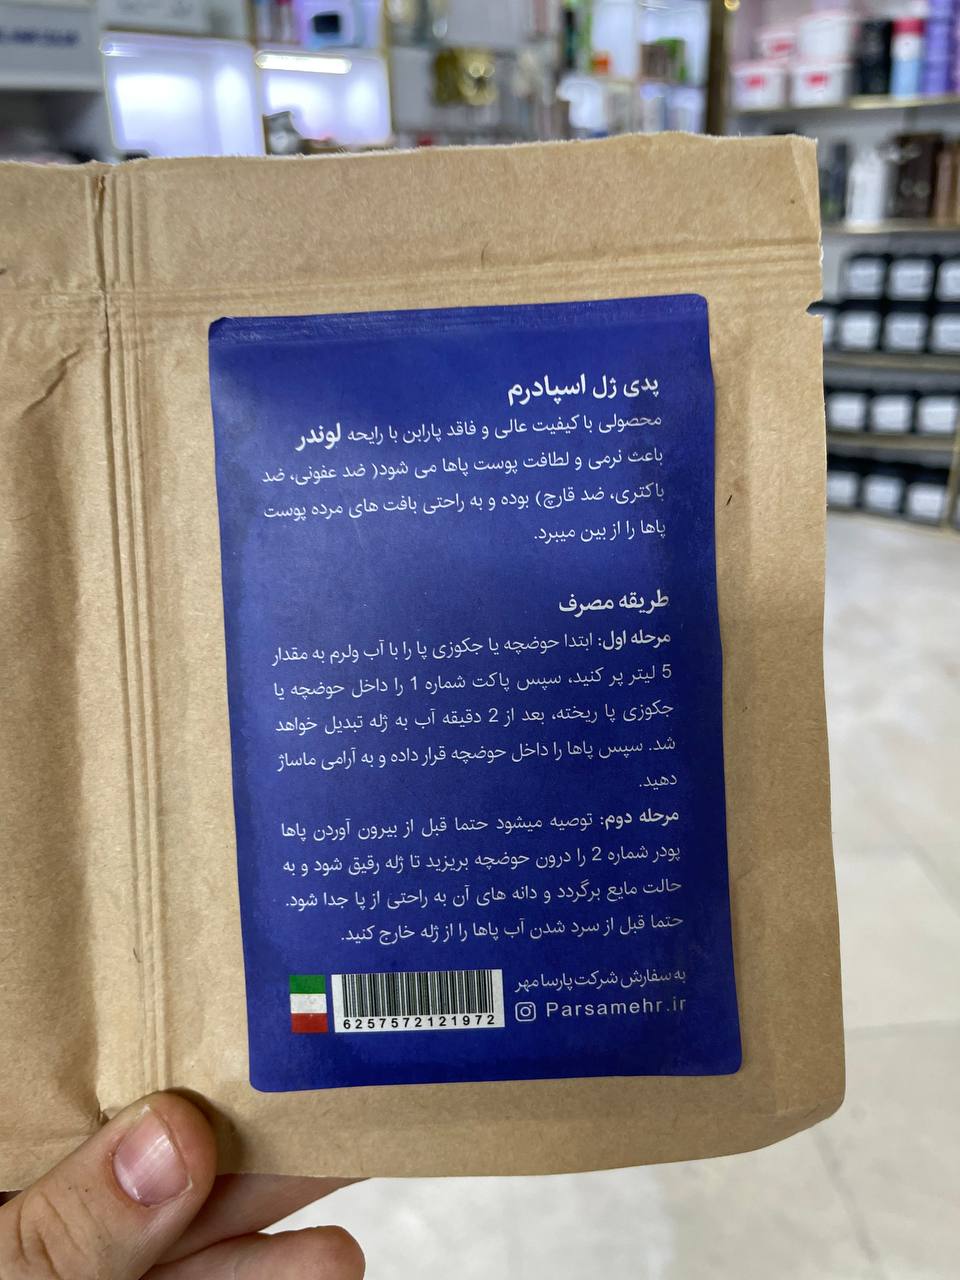 پدی ژل اسپادرم
محصولی با کیفیت عالی و فاقد پارابن با رایحه لوندر
باعث نرمی و لطافت پوست پاها می شود( ضد عفونی، ضد
باکتری، ضد قارچ) بوده و به راحتی بافت های مرده پوست
پاها را از بین میبرد.
طریقه مصرف
مرحله اول: ابتدا حوضچه یا جکوزی پا را با آب ولرم به مقدار
5 لیتر پر کنید، سپس پاکت شماره 1 را داخل حوضچه یا
جکوزی پا ریخته، بعد از 2 دقیقه آب به ژله تبدیل خواهد
شد. سپس پاها را داخل حوضچه قرار داده و به آرامی ماساژ
دهید.
مرحله دوم: توصیه میشود حتما قبل از بیرون آوردن پاها
پودر شماره 2 را درون حوضچه بریزید تا ژله رقیق شود و به
حالت مایع برگردد و دانه های آن به راحتی از پا جدا شود.
حتما قبل از سرد شدن آب پاها را از ژله خارج کنید.
به سفارش شرکت پارسا مهر
Parsamehr.ir
6257572121972